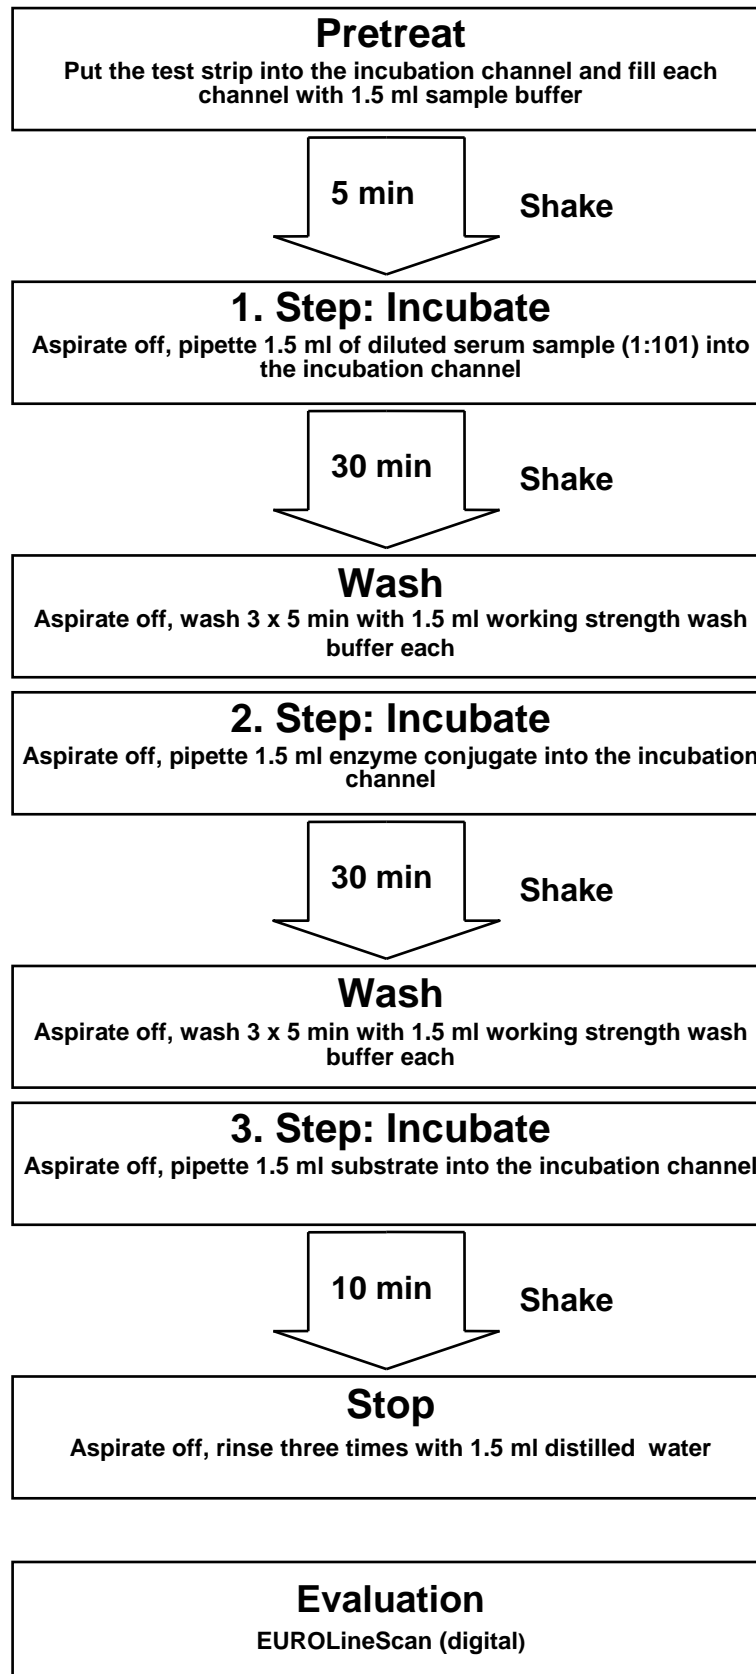 Pretreat
Put the test strip into the incubation channel and fill each
channel with 1.5 ml sample buffer
5 min
Shake
1. Step: Incubate
Aspirate off, pipette 1.5 ml of diluted serum sample (1:101) into
the incubation channel
30 min
Shake
Wash
Aspirate off, wash 3 x 5 min with 1.5 ml working strength wash
buffer each
2. Step: Incubate
Aspirate off, pipette 1.5 ml enzyme conjugate into the incubation
channel
30 min
Shake
Wash
Aspirate off, wash 3 x 5 min with 1.5 ml working strength wash
buffer each
3. Step: Incubate
Aspirate off, pipette 1.5 ml substrate into the incubation channel
10 min
Shake
Stop
Aspirate off, rinse three times with 1.5 ml distilled  water
Evaluation
EUROLineScan (digital)